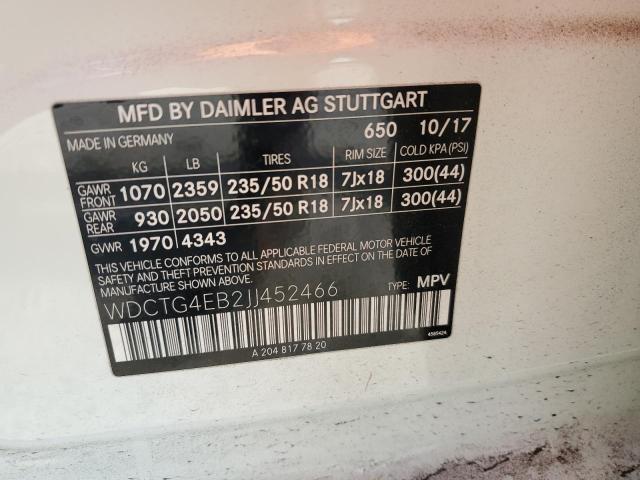 MFD BY DAIMLER AG STUTTGART
MADE IN GERMANY 650 10/17
KG LB TIRES RIM SIZE COLD KPA (PSI)
GAWR FRONT 1070 2359 235/50 R18 7Jx18 300(44)
GAWR REAR 930 2050 235/50 R18 7Jx18 300(44)
GVWR 1970 4343
THIS VEHICLE CONFORMS TO ALL APPLICABLE FEDERAL MOTOR VEHICLE
SAFETY STANDARDS IN EFFECT ON THE DATE OF
MANUFACTURE SHOWN ABOVE.
WDCTG4EB2JJ452466 TYPE: MPV
A 204 817 78 20